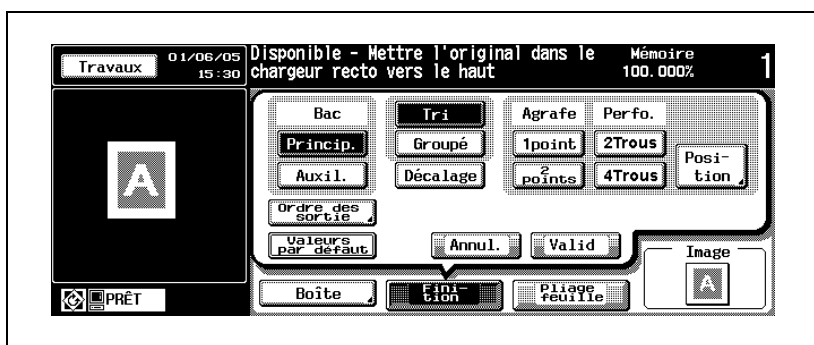 Travaux
01/06/05
15:30
Disponible - Mettre l'original dans le
chargeur recto vers le haut
Mémoire
100.000%
1
Bac
Tri
Agrafe
Perfo.
Princip.
Groupé
1point
2Trous
Posi-
tion
Auxil.
Décalage
2
points
4Trous
Ordre des
sortie
Valeurs
par défaut
Annul.
Valid
Image
A
A
PRÊT
Boîte
Fini-
tion
Pliage
feuille